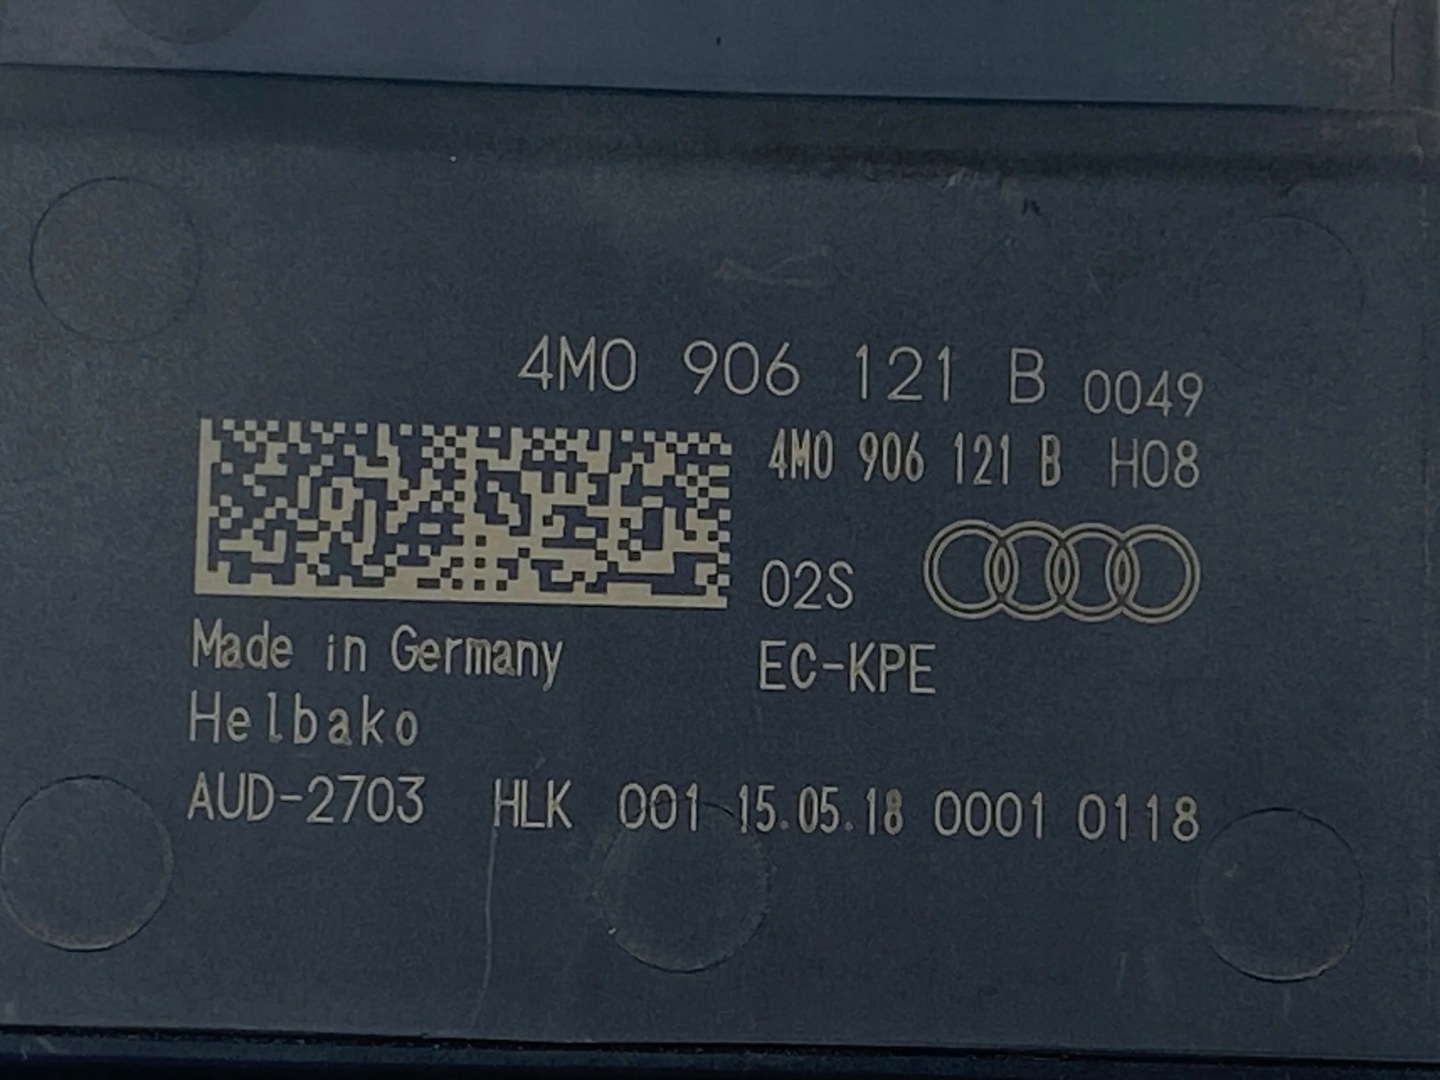 4M0 906 121 B 0049
4M0 906 121 B H08
02S
EC-KPE
Made in Germany
Helbako
AUD-2703 HLK 001 15.05.18 0001 0118